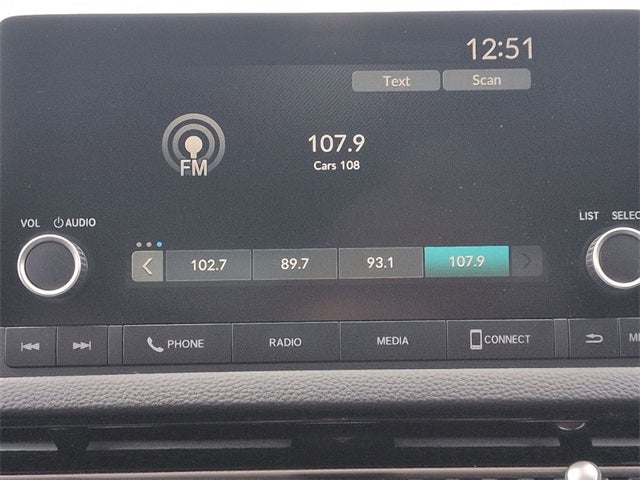 12:51
Text Scan
107.9
FM
Cars 108
VOL AUDIO
LIST
102.7 89.7 93.1 107.9
PHONE RADIO MEDIA CONNECT